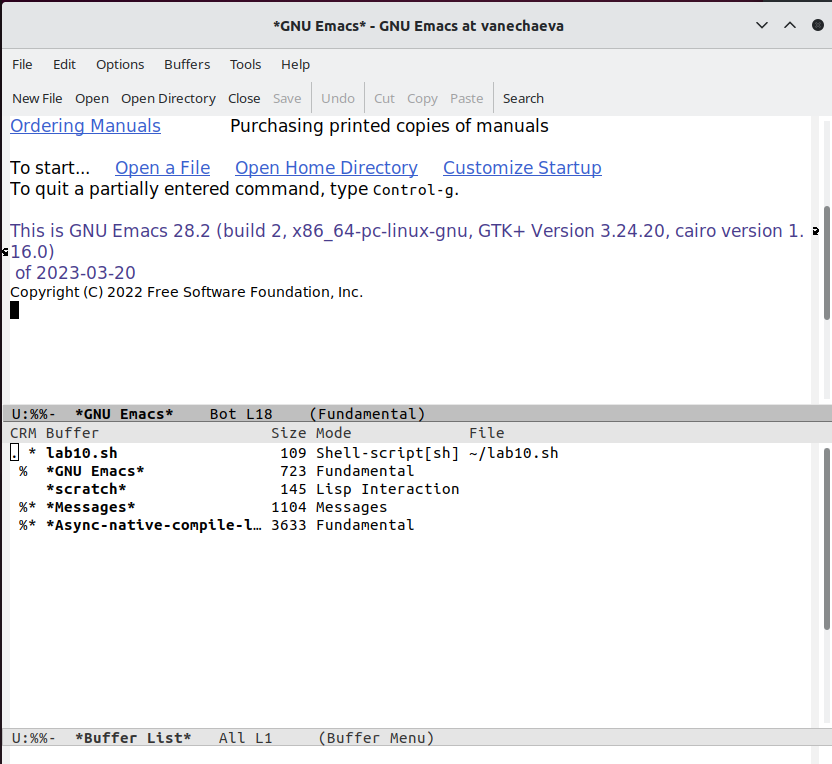 *GNU Emacs* - GNU Emacs at vanechaeva
File Edit Options Buffers Tools Help
New File Open Open Directory Close Save Undo Cut Copy Paste Search
Ordering Manuals Purchasing printed copies of manuals
To start... Open a File Open Home Directory Customize Startup
To quit a partially entered command, type Control-g.
This is GNU Emacs 28.2 (build 2, x86_64-pc-linux-gnu, GTK+ Version 3.24.20, cairo version 1.
16.0)
of 2023-03-20
Copyright (C) 2022 Free Software Foundation, Inc.
U:%%- *GNU Emacs* Bot L18 (Fundamental)
CRM Buffer Size Mode File
. * lab10.sh 109 Shell-script[sh] ~/lab10.sh
% *GNU Emacs* 723 Fundamental
*scratch* 145 Lisp Interaction
%* *Messages* 1104 Messages
%* *Async-native-compile-l… 3633 Fundamental
U:%%- *Buffer List* All L1 (Buffer Menu)